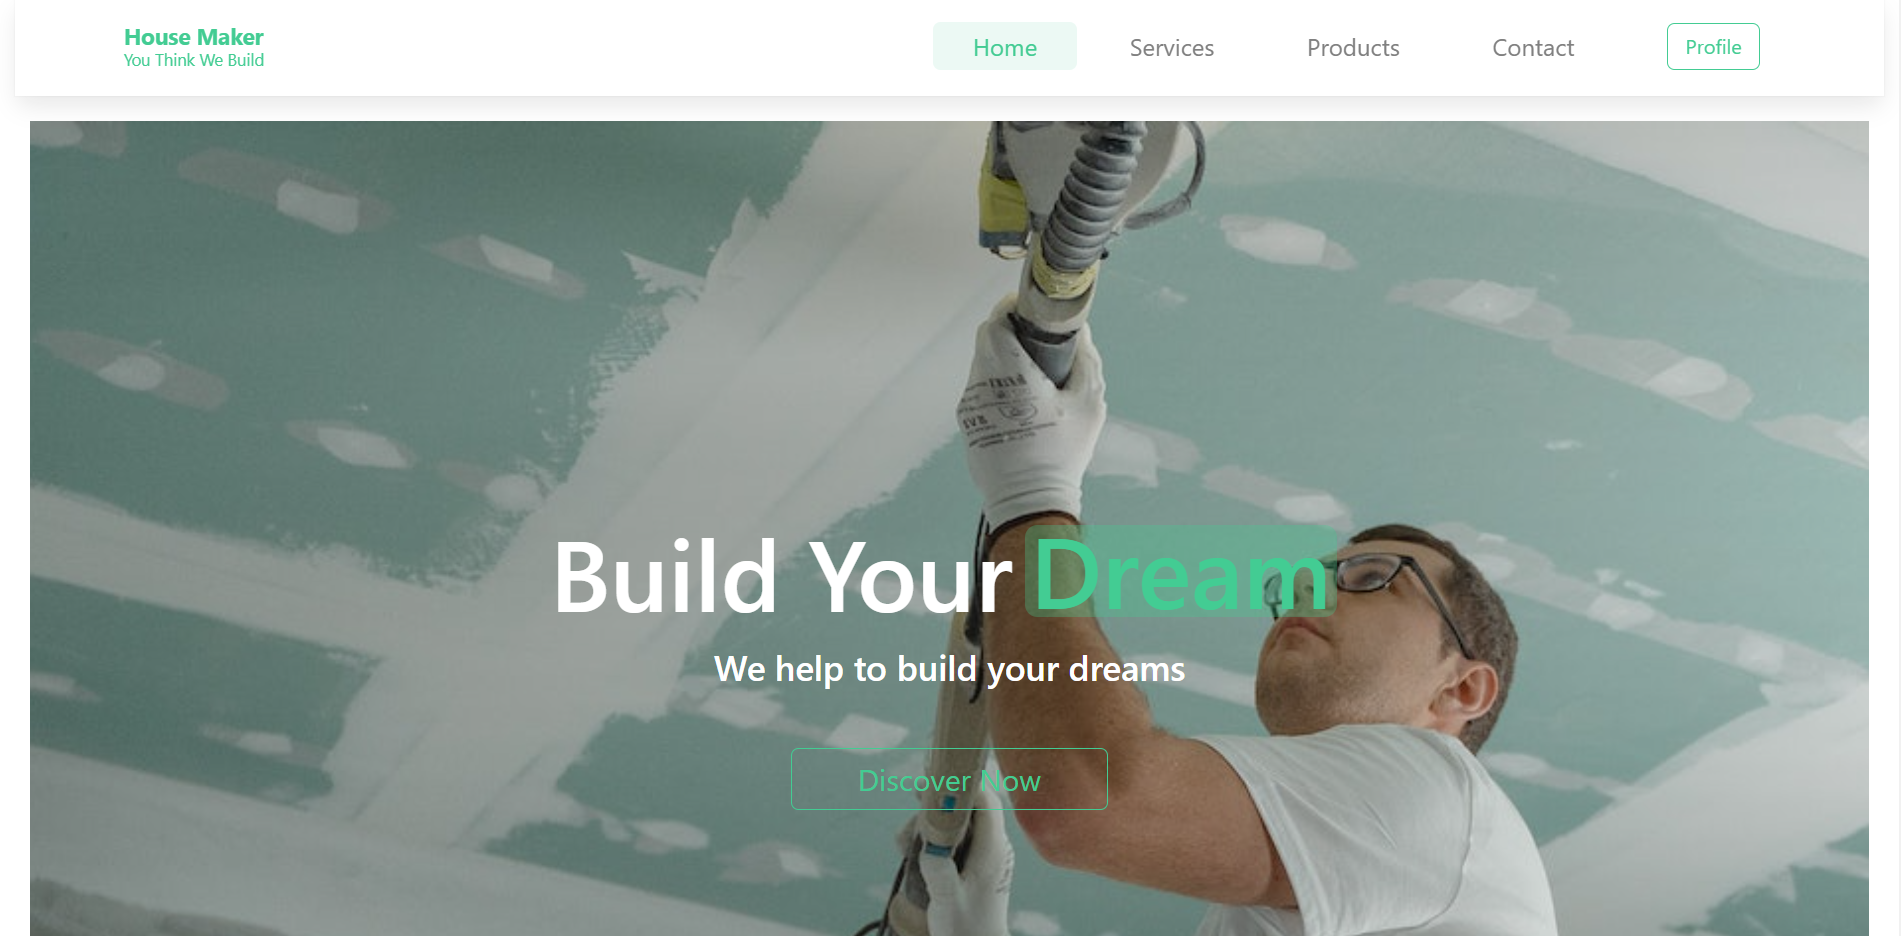 House Maker
You Think We Build
Home
Services
Products
Contact
Profile
Build Your Dream
We help to build your dreams
Discover Now